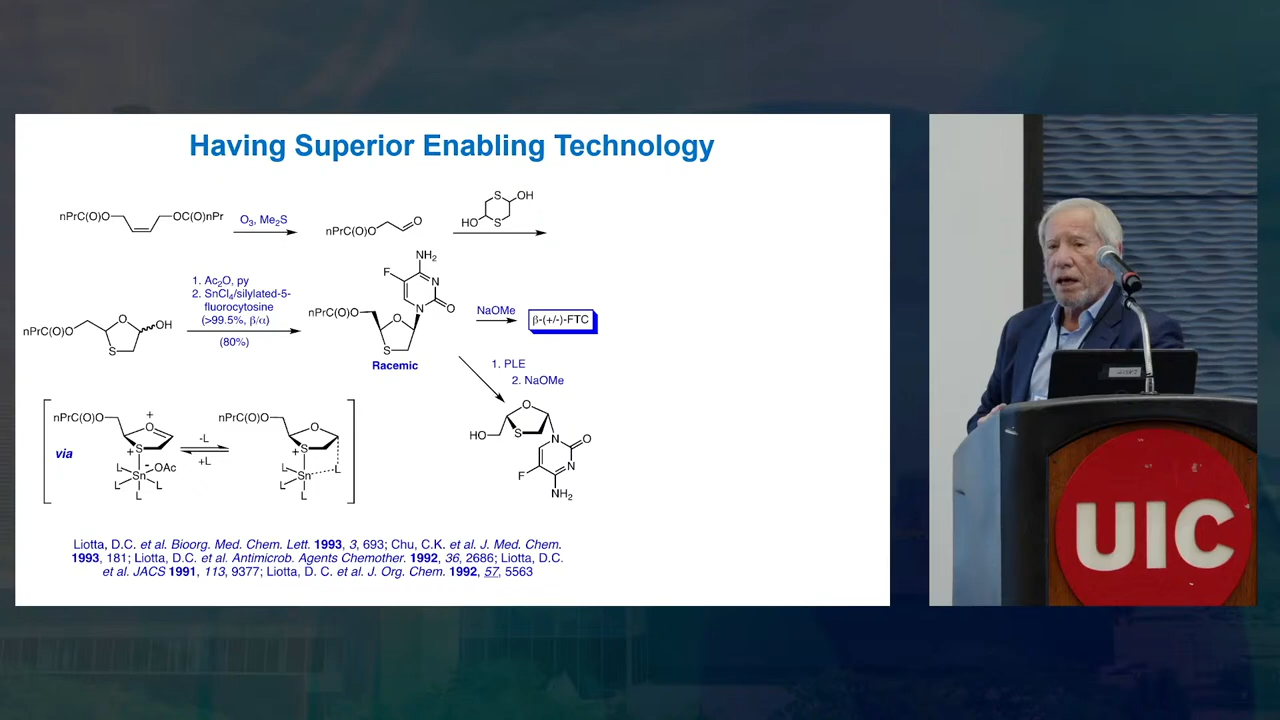 Having Superior Enabling Technology
nPrC(O)O
OC(O)nPr
O3, Me2S
nPrC(O)O
O
S
OH
HO
S
nPrC(O)O
O
OH
S
1. Ac2O, py
2. SnCl4/silylated-5-
fluorocytosine
(>99.5%, β/α)
(80%)
NH2
F
N
N
O
nPrC(O)O
O
S
Racemic
NaOMe
β-(+/-)-FTC
1. PLE
2. NaOMe
O
HO
S
N
O
N
F
NH2
via
nPrC(O)O
+
O
S
+
L
-
OAc
Sn
L
L
L
-L
+L
nPrC(O)O
O
S
+
L
Sn
L
L
L
L
Liotta, D.C. et al. Bioorg. Med. Chem. Lett. 1993, 3, 693; Chu, C.K. et al. J. Med. Chem.
1993, 181; Liotta, D.C. et al. Antimicrob. Agents Chemother. 1992, 36, 2686; Liotta, D.C.
et al. JACS 1991, 113, 9377; Liotta, D. C. et al. J. Org. Chem. 1992, 57, 5563
UIC